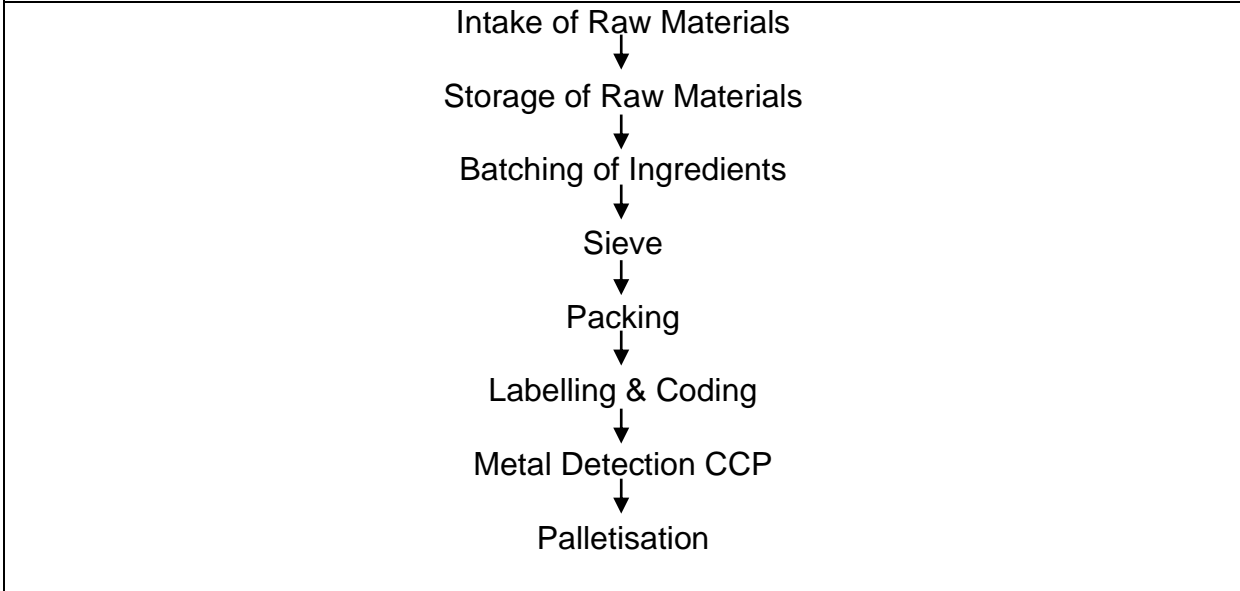 Intake of Raw Materials
Storage of Raw Materials
Batching of Ingredients
Sieve
Packing
Labelling & Coding
Metal Detection CCP
Palletisation